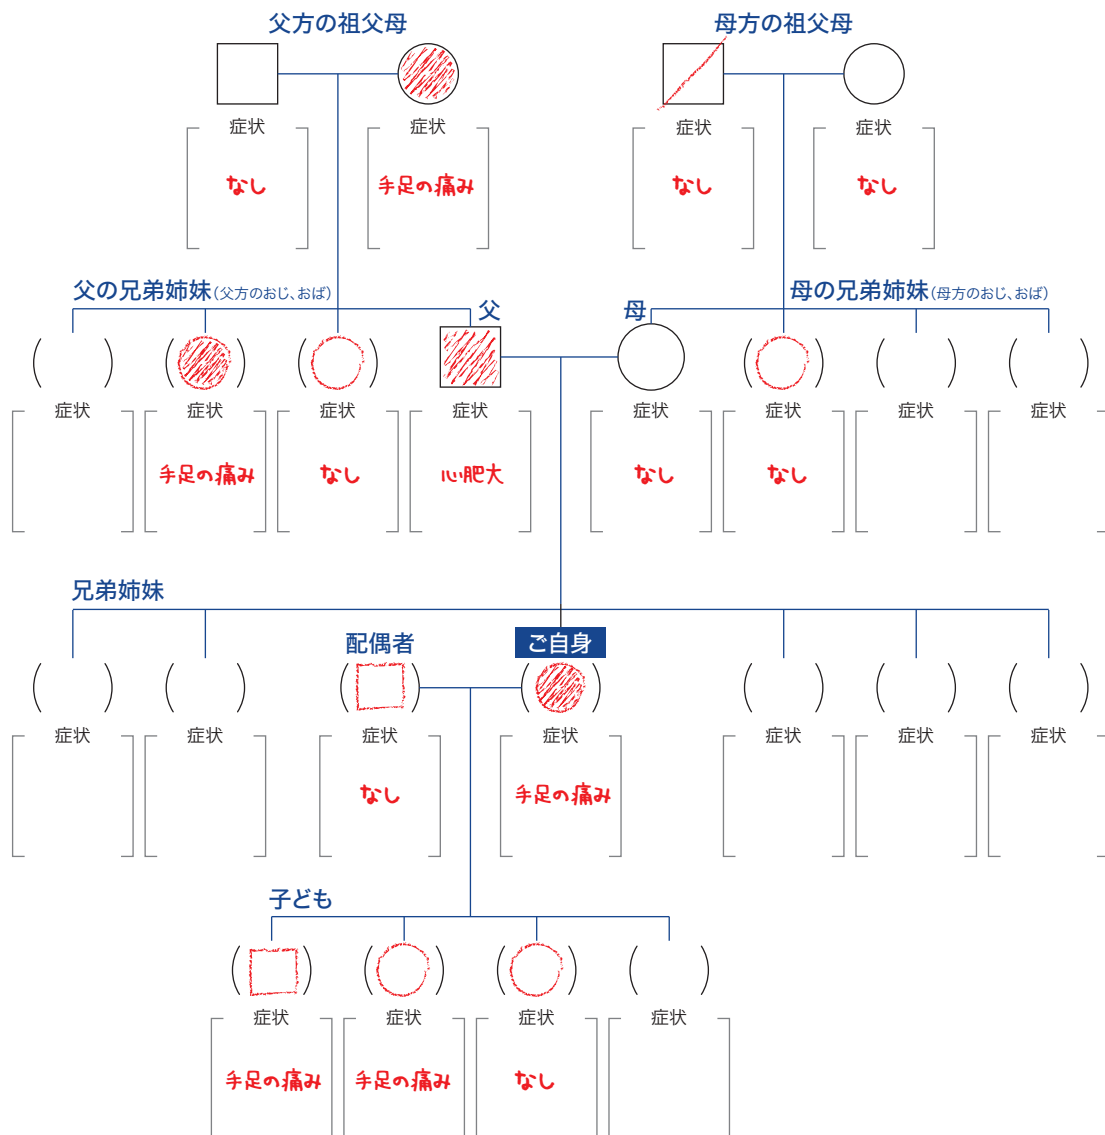 父方の祖父母
母方の祖父母
症状
症状
症状
症状
なし
手足の痛み
なし
なし
父の兄弟姉妹(父方のおじ、おば)
父
母
母の兄弟姉妹(母方のおじ、おば)
症状
症状
症状
症状
症状
症状
症状
症状
手足の痛み
なし
心肥大
なし
なし
兄弟姉妹
配偶者
ご自身
症状
症状
症状
症状
症状
症状
症状
なし
手足の痛み
子ども
症状
症状
症状
症状
手足の痛み
手足の痛み
なし